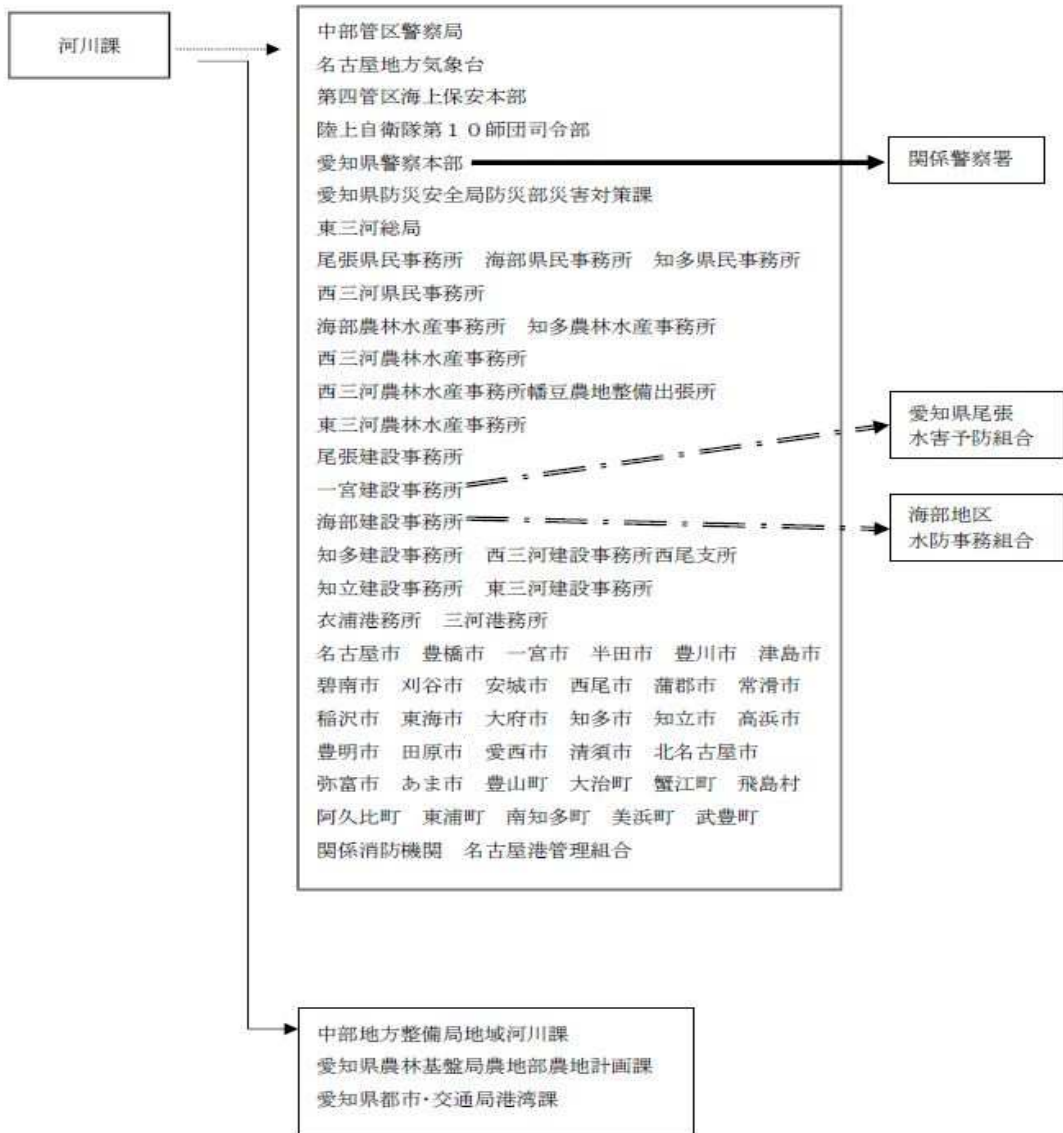 河川課
中部管区警察局
名古屋地方気象台
第四管区海上保安本部
陸上自衛隊第１０師団司令部
愛知県警察本部
関係警察署
愛知県防災安全局防災部災害対策課
東三河総局
尾張県民事務所　海部県民事務所　知多県民事務所
西三河県民事務所
海部農林水産事務所　知多農林水産事務所
西三河農林水産事務所
西三河農林水産事務所幡豆農地整備出張所
東三河農林水産事務所
尾張建設事務所
一宮建設事務所
愛知県尾張
水害予防組合
海部建設事務所
海部地区
水防事務組合
知多建設事務所　西三河建設事務所西尾支所
知立建設事務所　東三河建設事務所
衣浦港務所　三河港務所
名古屋市　豊橋市　一宮市　半田市　豊川市　津島市
碧南市　刈谷市　安城市　西尾市　蒲郡市　常滑市
稲沢市　東海市　大府市　知多市　知立市　高浜市
豊明市　田原市　愛西市　清須市　北名古屋市
弥富市　あま市　豊山町　大治町　蟹江町　飛島村
阿久比町　東浦町　南知多町　美浜町　武豊町
関係消防機関　名古屋港管理組合
中部地方整備局地域河川課
愛知県農林基盤局農地部農地計画課
愛知県都市・交通局港湾課